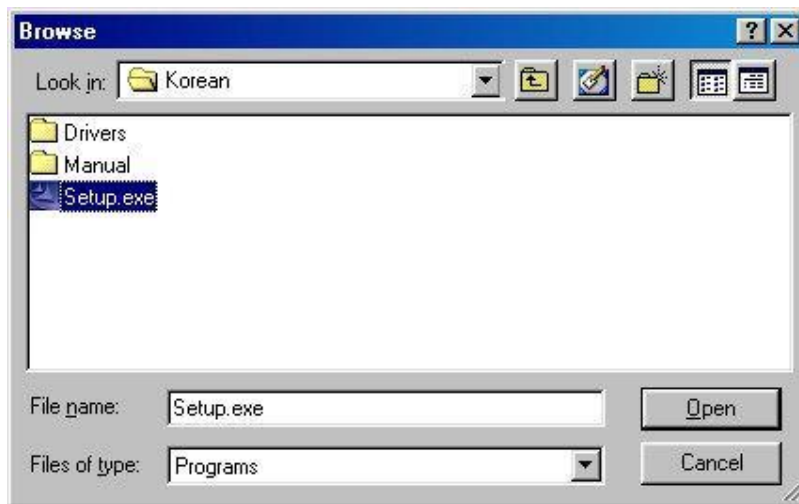 Browse
Look in: Korean
Drivers
Manual
Setup.exe
File name: Setup.exe
Open
Files of type: Programs
Cancel